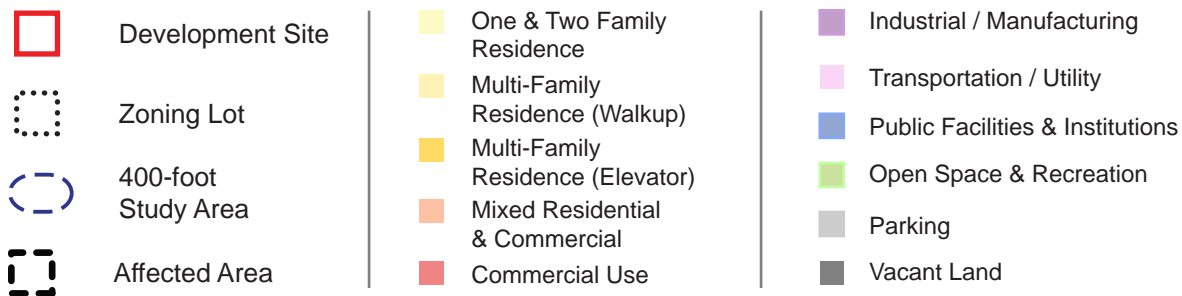 Development Site
Zoning Lot
400-foot
Study Area
Affected Area
One & Two Family
Residence
Multi-Family
Residence (Walkup)
Multi-Family
Residence (Elevator)
Mixed Residential
& Commercial
Commercial Use
Industrial / Manufacturing
Transportation / Utility
Public Facilities & Institutions
Open Space & Recreation
Parking
Vacant Land